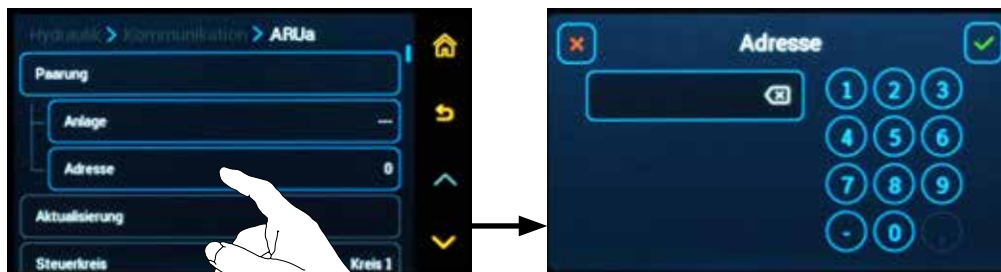 Hydraulik > Kommunikation > ARUa
Paarung
Anlage ---
Adresse 0
Aktualisierung
Steuerkreis Kreis 1
Adresse
1 2 3
4 5 6
7 8 9
- 0 ,